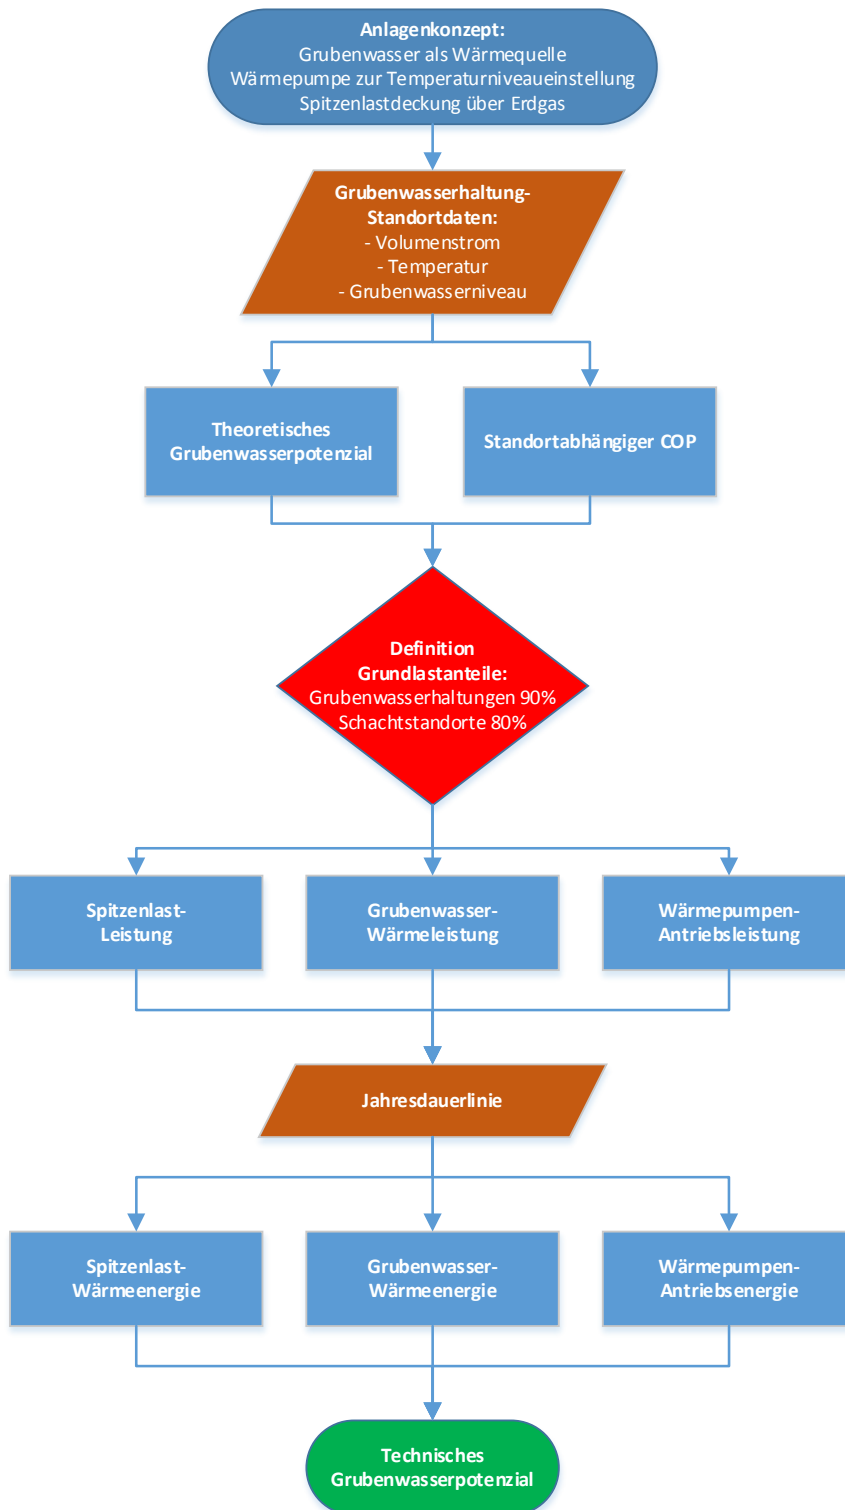 Anlagenkonzept:
Grubenwasser als Wärmequelle
Wärmepumpe zur Temperaturniveaueinstellung
Spitzenlastdeckung über Erdgas
Grubenwasserhaltung-
Standortdaten:
- Volumenstrom
- Temperatur
- Grubenwasserniveau
Theoretisches
Grubenwasserpotenzial
Standortabhängiger COP
Definition
Grundlastanteile:
Grubenwasserhaltungen 90%
Schachtstandorte 80%
Spitzenlast-
Leistung
Grubenwasser-
Wärmeleistung
Wärmepumpen-
Antriebsleistung
Jahresdauerlinie
Spitzenlast-
Wärmeenergie
Grubenwasser-
Wärmeenergie
Wärmepumpen-
Antriebsenergie
Technisches
Grubenwasserpotenzial